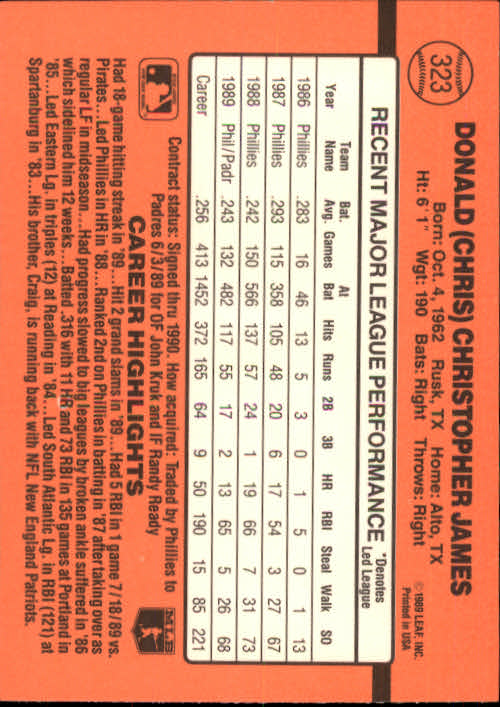 323
DONALD (CHRIS) CHRISTOPHER JAMES
Born: Oct. 4, 1962 Rusk, TX Home: Alto, TX
Ht: 6'1" Wgt: 190 Bats: Right Throws: Right
© 1989 LEAF, INC.
Printed in USA
RECENT MAJOR LEAGUE PERFORMANCE
*Denotes
Led League
Year Team Name Bat. Avg. Games At Bat Hits Runs 2B 3B HR RBI Steal Walk SO
1986 Phillies .283 16 46 13 5 3 0 1 5 0 1 13
1987 Phillies .293 115 358 105 48 20 6 17 54 3 27 67
1988 Phillies .242 150 566 137 57 24 1 19 66 7 31 73
1989 Phil/Padr .243 132 482 117 55 17 2 13 65 5 26 68
Career .256 413 1452 372 165 64 9 50 190 15 85 221
Contract status: Signed thru 1990. How acquired: Traded by Phillies to
Padres 6/3/89 for OF John Kruk and IF Randy Ready
CAREER HIGHLIGHTS
MLB
Had 18-game hitting streak in '89...Hit 2 grand slams in '89...Had 5 RBI in 1 game 7/18/89 vs.
Pirates...Led Phillies in HR in '88...Ranked 2nd on Phillies in batting in '87 after taking over as
regular LF in midseason...Had progress slowed to big leagues by broken ankle suffered in '86
which sidelined him 12 weeks...Batted .316 with 11 HR and 73 RBI in 135 games at Portland in
'85...Led Eastern Lg. in triples (12) at Reading in '84...Led South Atlantic Lg. in RBI (121) at
Spartanburg in '83...His brother, Craig, is running back with NFL New England Patriots.